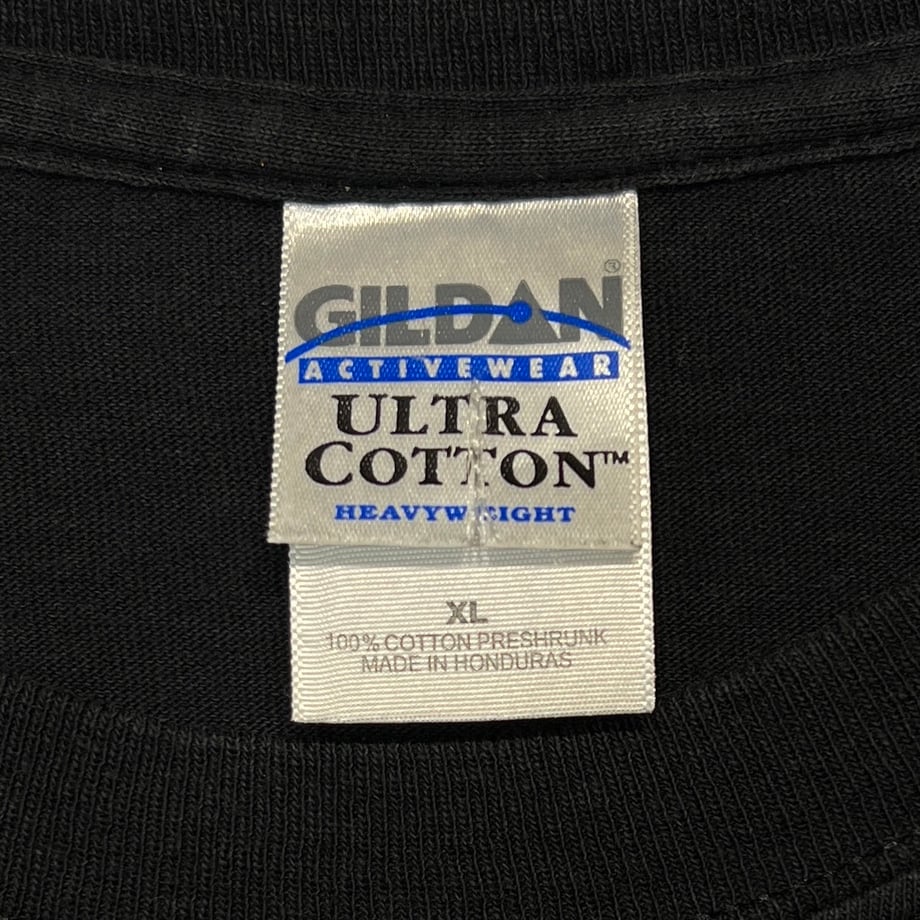 GILDAN®
ACTIVEWEAR
ULTRA
COTTON™
HEAVYWEIGHT
XL
100% COTTON PRESHRUNK
MADE IN HONDURAS